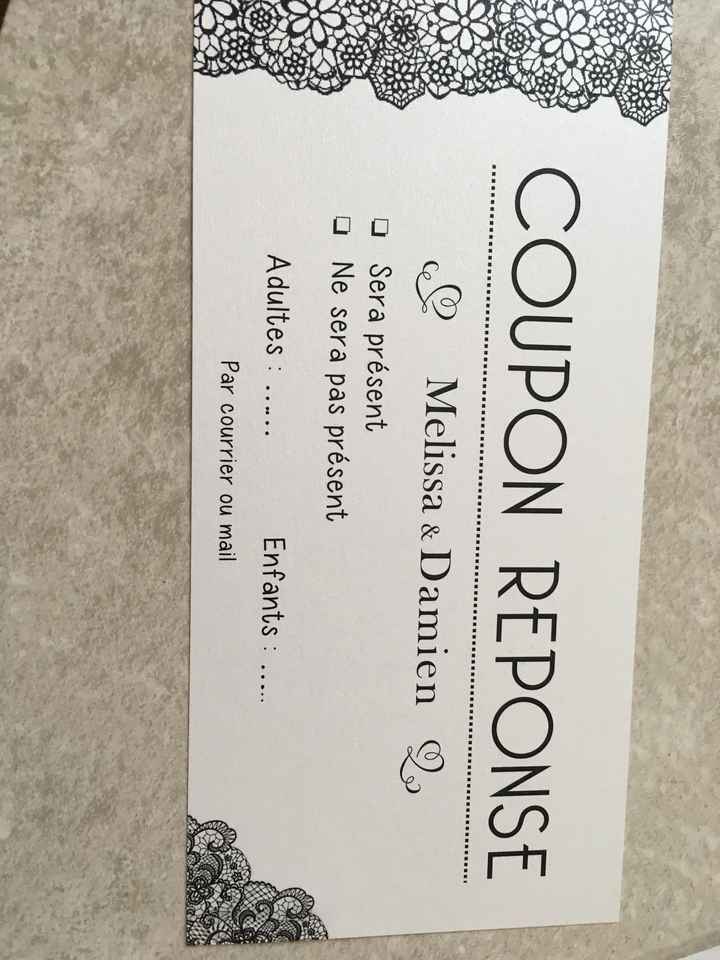 COUPON REPONSE
Melissa & Damien
❑ Sera présent
❑ Ne sera pas présent
Adultes : ...... Enfants : ......
Par courrier ou mail